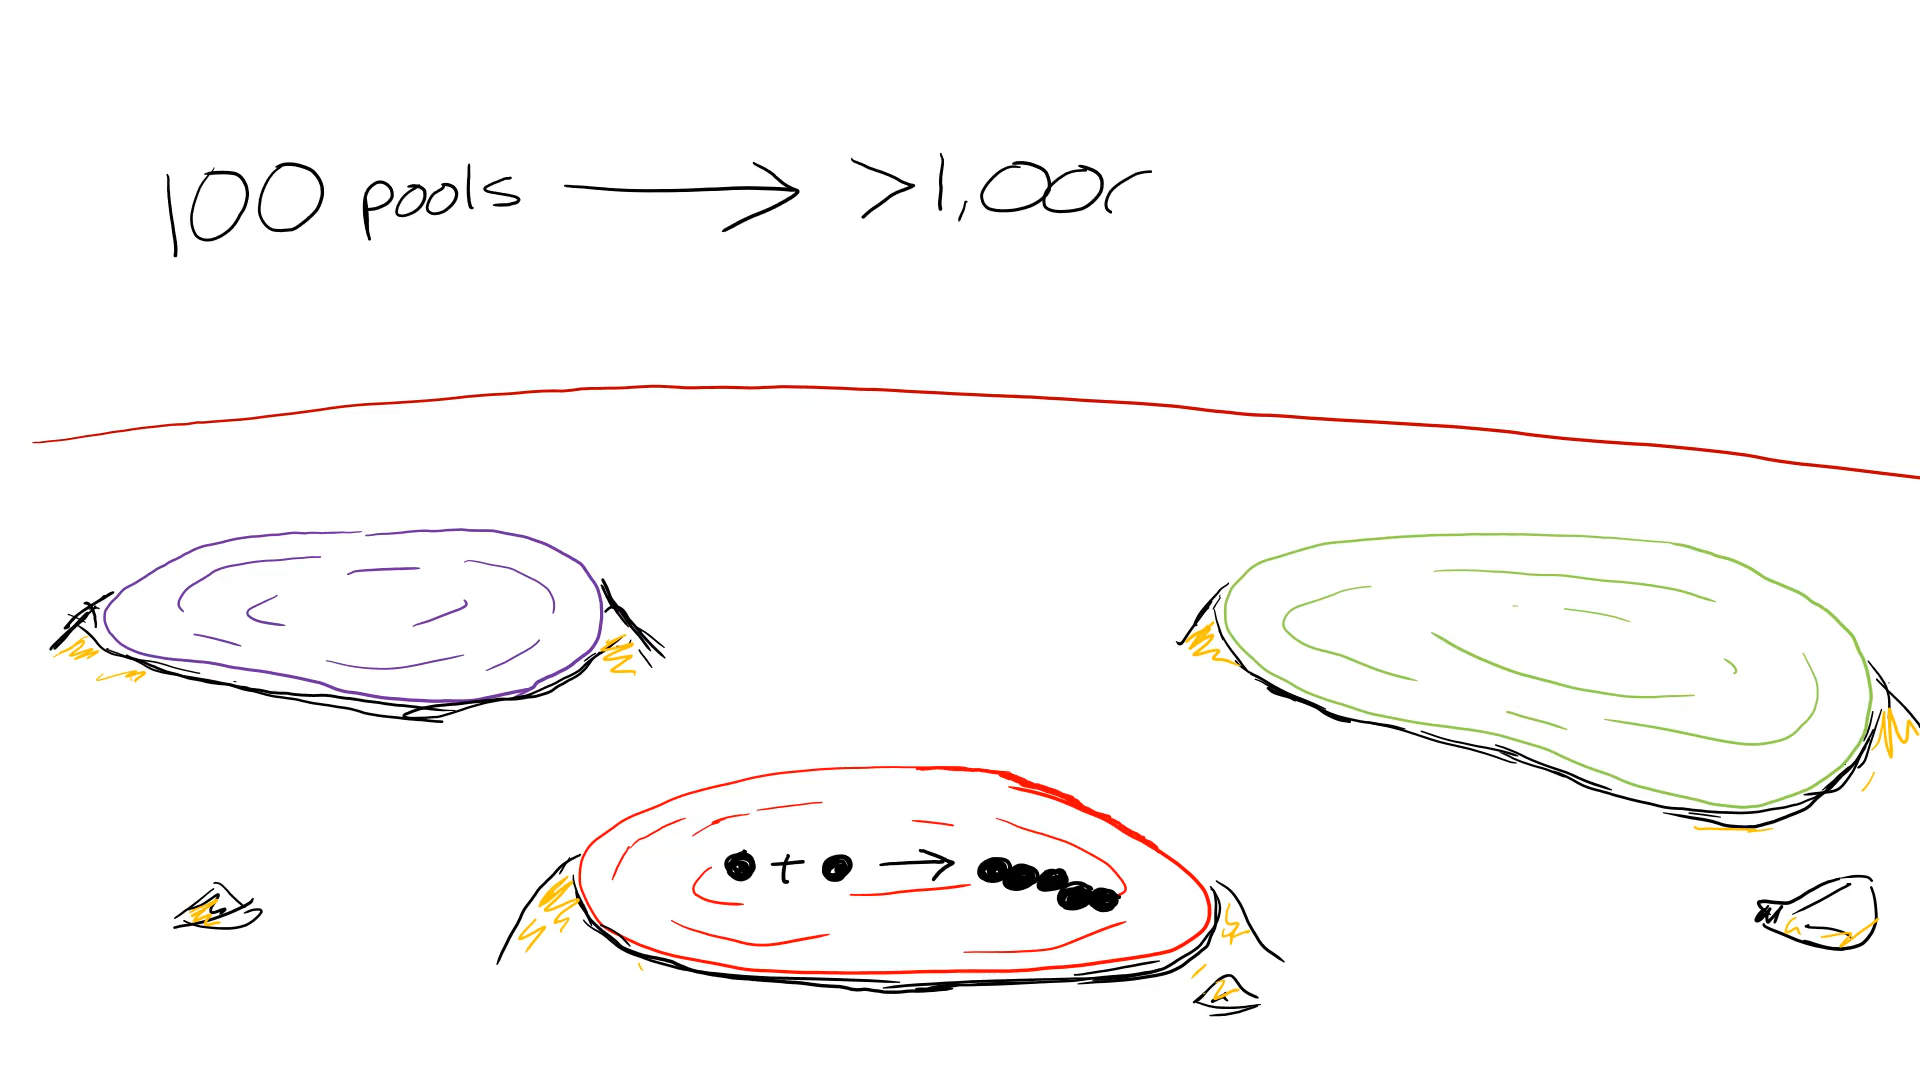 100 pools → >1,00
+ →